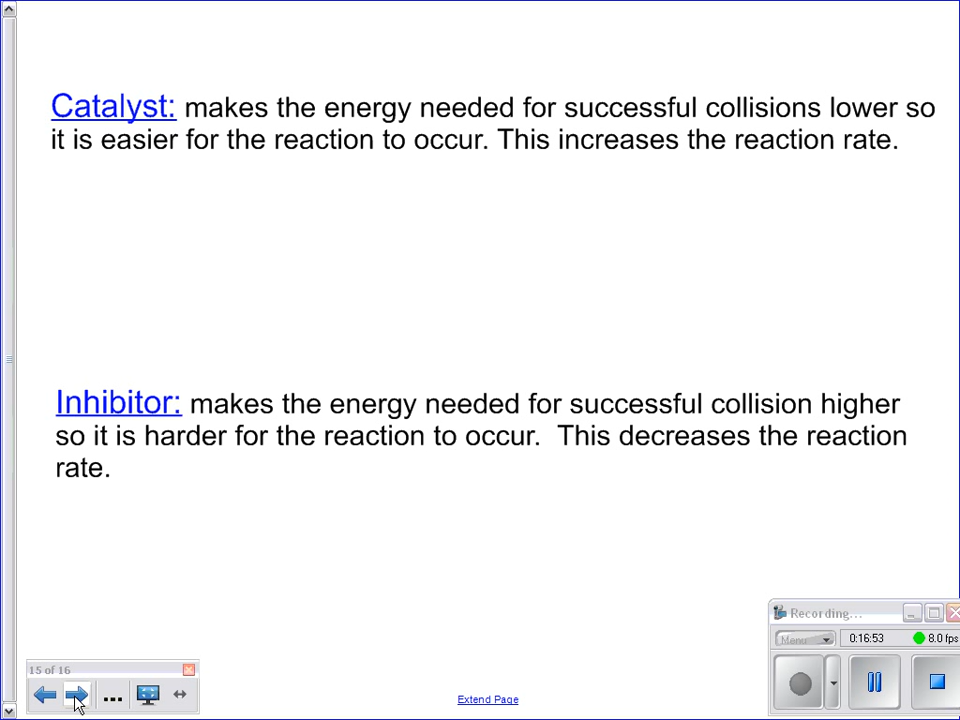 Catalyst: makes the energy needed for successful collisions lower so
it is easier for the reaction to occur. This increases the reaction rate.
Inhibitor: makes the energy needed for successful collision higher
so it is harder for the reaction to occur.  This decreases the reaction
rate.
Recording...
Menu
0:16:53
8.0 fps
15 of 16
...
Extend Page